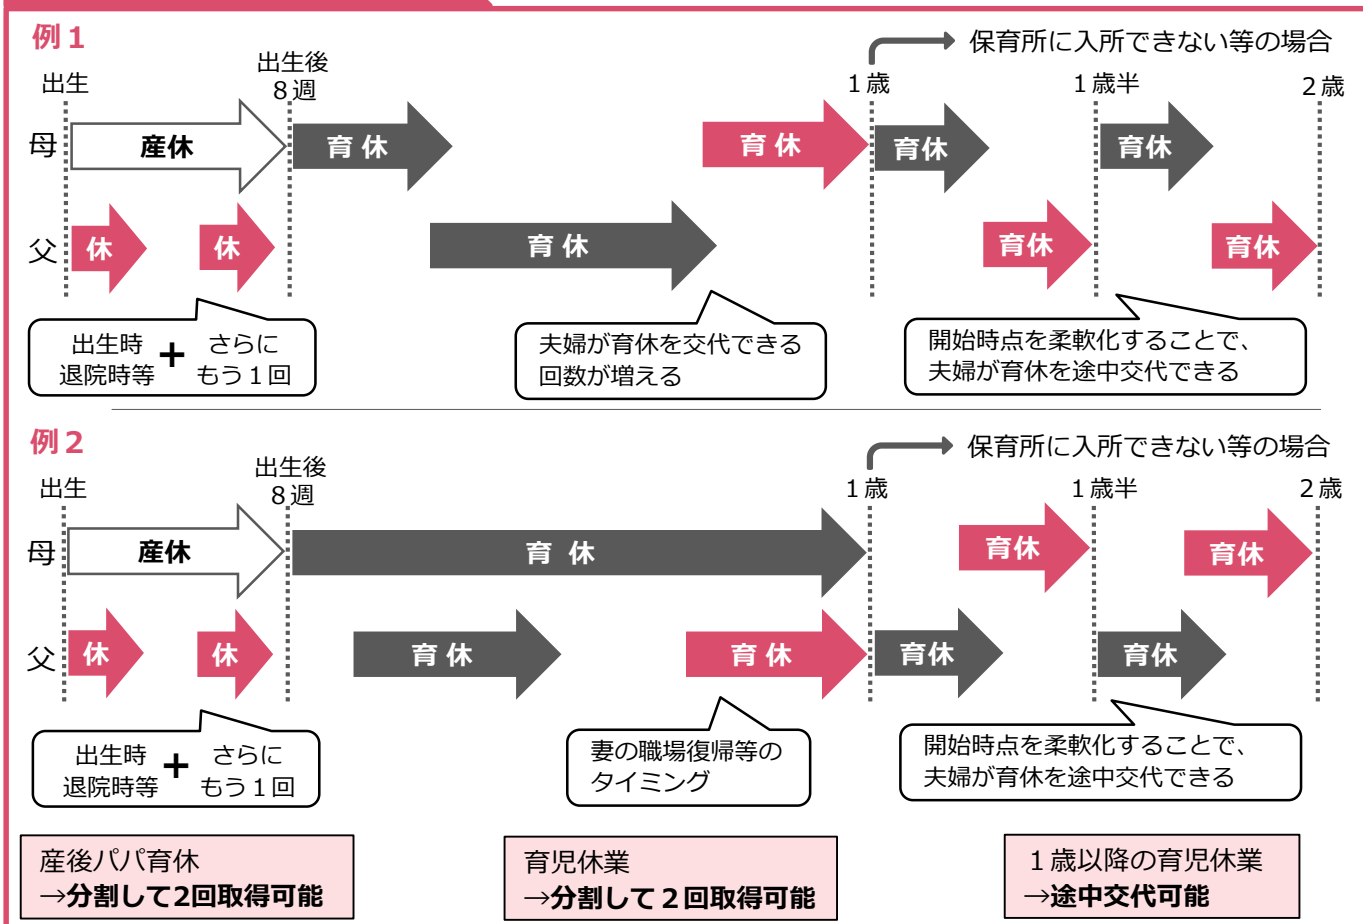 例１
保育所に入所できない等の場合
出生
出生後
８週
１歳
１歳半
２歳
母
産休
育休
育休
育休
育休
父
休
休
育休
育休
育休
出生時
退院時等
＋
さらに
もう１回
夫婦が育休を交代できる
回数が増える
開始時点を柔軟化することで、
夫婦が育休を途中交代できる
例２
保育所に入所できない等の場合
出生
出生後
８週
１歳
１歳半
２歳
母
産休
育休
育休
育休
父
休
休
育休
育休
育休
育休
出生時
退院時等
＋
さらに
もう１回
妻の職場復帰等の
タイミング
開始時点を柔軟化することで、
夫婦が育休を途中交代できる
産後パパ育休
→分割して2回取得可能
育児休業
→分割して２回取得可能
１歳以降の育児休業
→途中交代可能